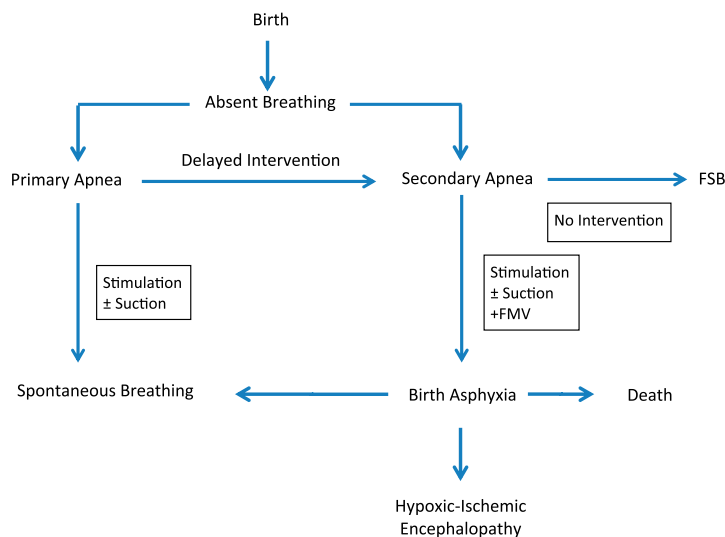 Birth
Absent Breathing
Delayed Intervention
Primary Apnea
Secondary Apnea
FSB
No Intervention
Stimulation
± Suction
Stimulation
± Suction
+FMV
Spontaneous Breathing
Birth Asphyxia
Death
Hypoxic-Ischemic
Encephalopathy